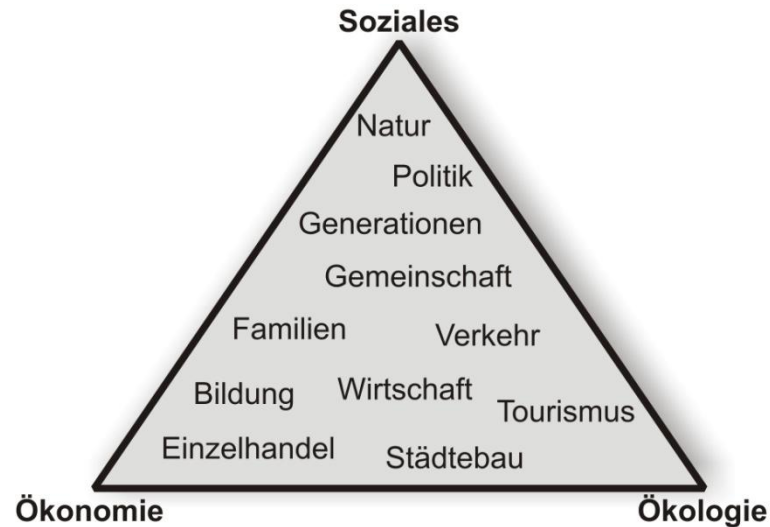 Soziales
Natur
Politik
Generationen
Gemeinschaft
Familien
Verkehr
Bildung
Wirtschaft
Tourismus
Einzelhandel
Städtebau
Ökonomie
Ökologie